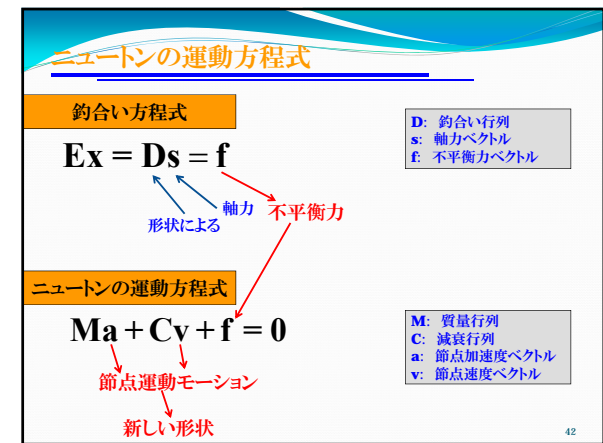 ニュートンの運動方程式
釣合い方程式
Ex = Ds = f
形状による
軸力
不平衡力
D: 釣合い行列
s: 軸力ベクトル
f: 不平衡力ベクトル
ニュートンの運動方程式
Ma + Cv + f = 0
節点運動モーション
新しい形状
M: 質量行列
C: 減衰行列
a: 節点加速度ベクトル
v: 節点速度ベクトル
42